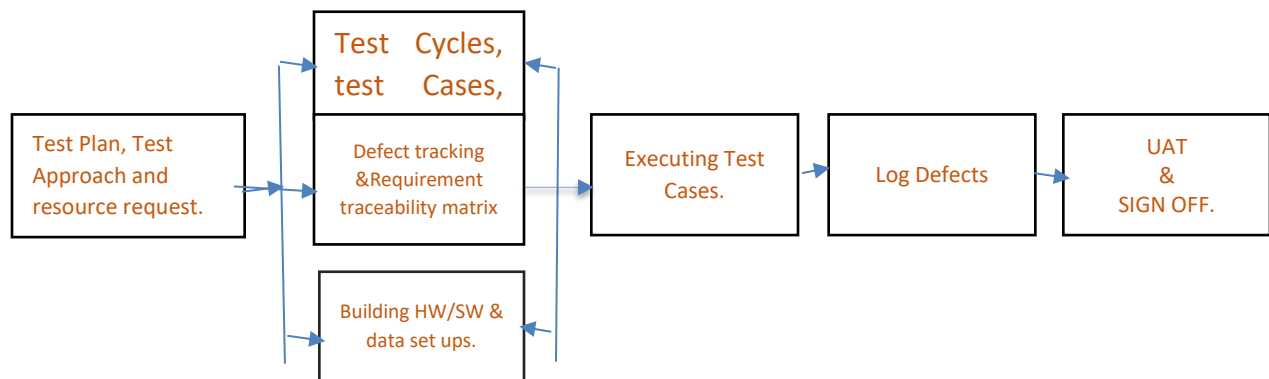 Test Plan, Test
Approach and
resource request.
Test Cycles,
test Cases,
Defect tracking
&Requirement
traceability matrix
Building HW/SW &
data set ups.
Executing Test
Cases.
Log Defects
UAT
&
SIGN OFF.